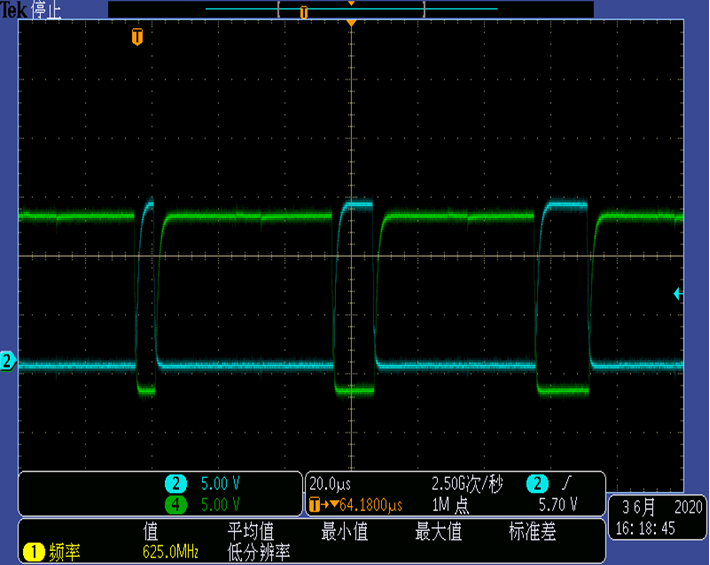 Tek 停止
T
T
2
2 5.00 V
4 5.00 V
20.0µs 2.50G次/秒 2
T→▼64.1800µs 1M 点 5.70 V
3 6月 2020
16:18:45
值 平均值 最小值 最大值 标准差
1 频率 625.0MHz 低分辨率